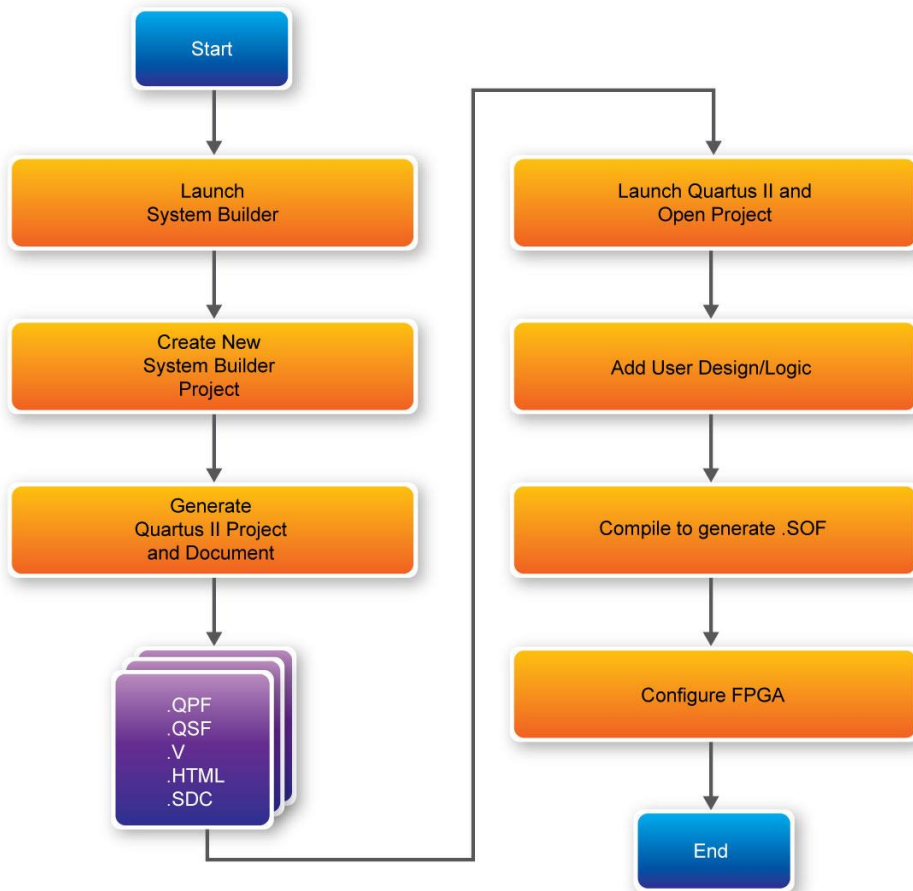 Start
Launch
System Builder
Create New
System Builder
Project
Generate
Quartus II Project
and Document
.QPF
.QSF
.V
.HTML
.SDC
Launch Quartus II and
Open Project
Add User Design/Logic
Compile to generate .SOF
Configure FPGA
End